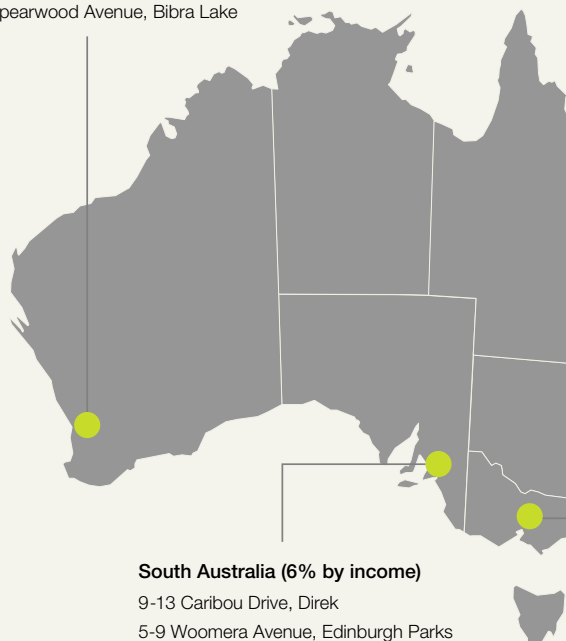 pearwood Avenue, Bibra Lake
South Australia (6% by income)
9-13 Caribou Drive, Direk
5-9 Woomera Avenue, Edinburgh Parks